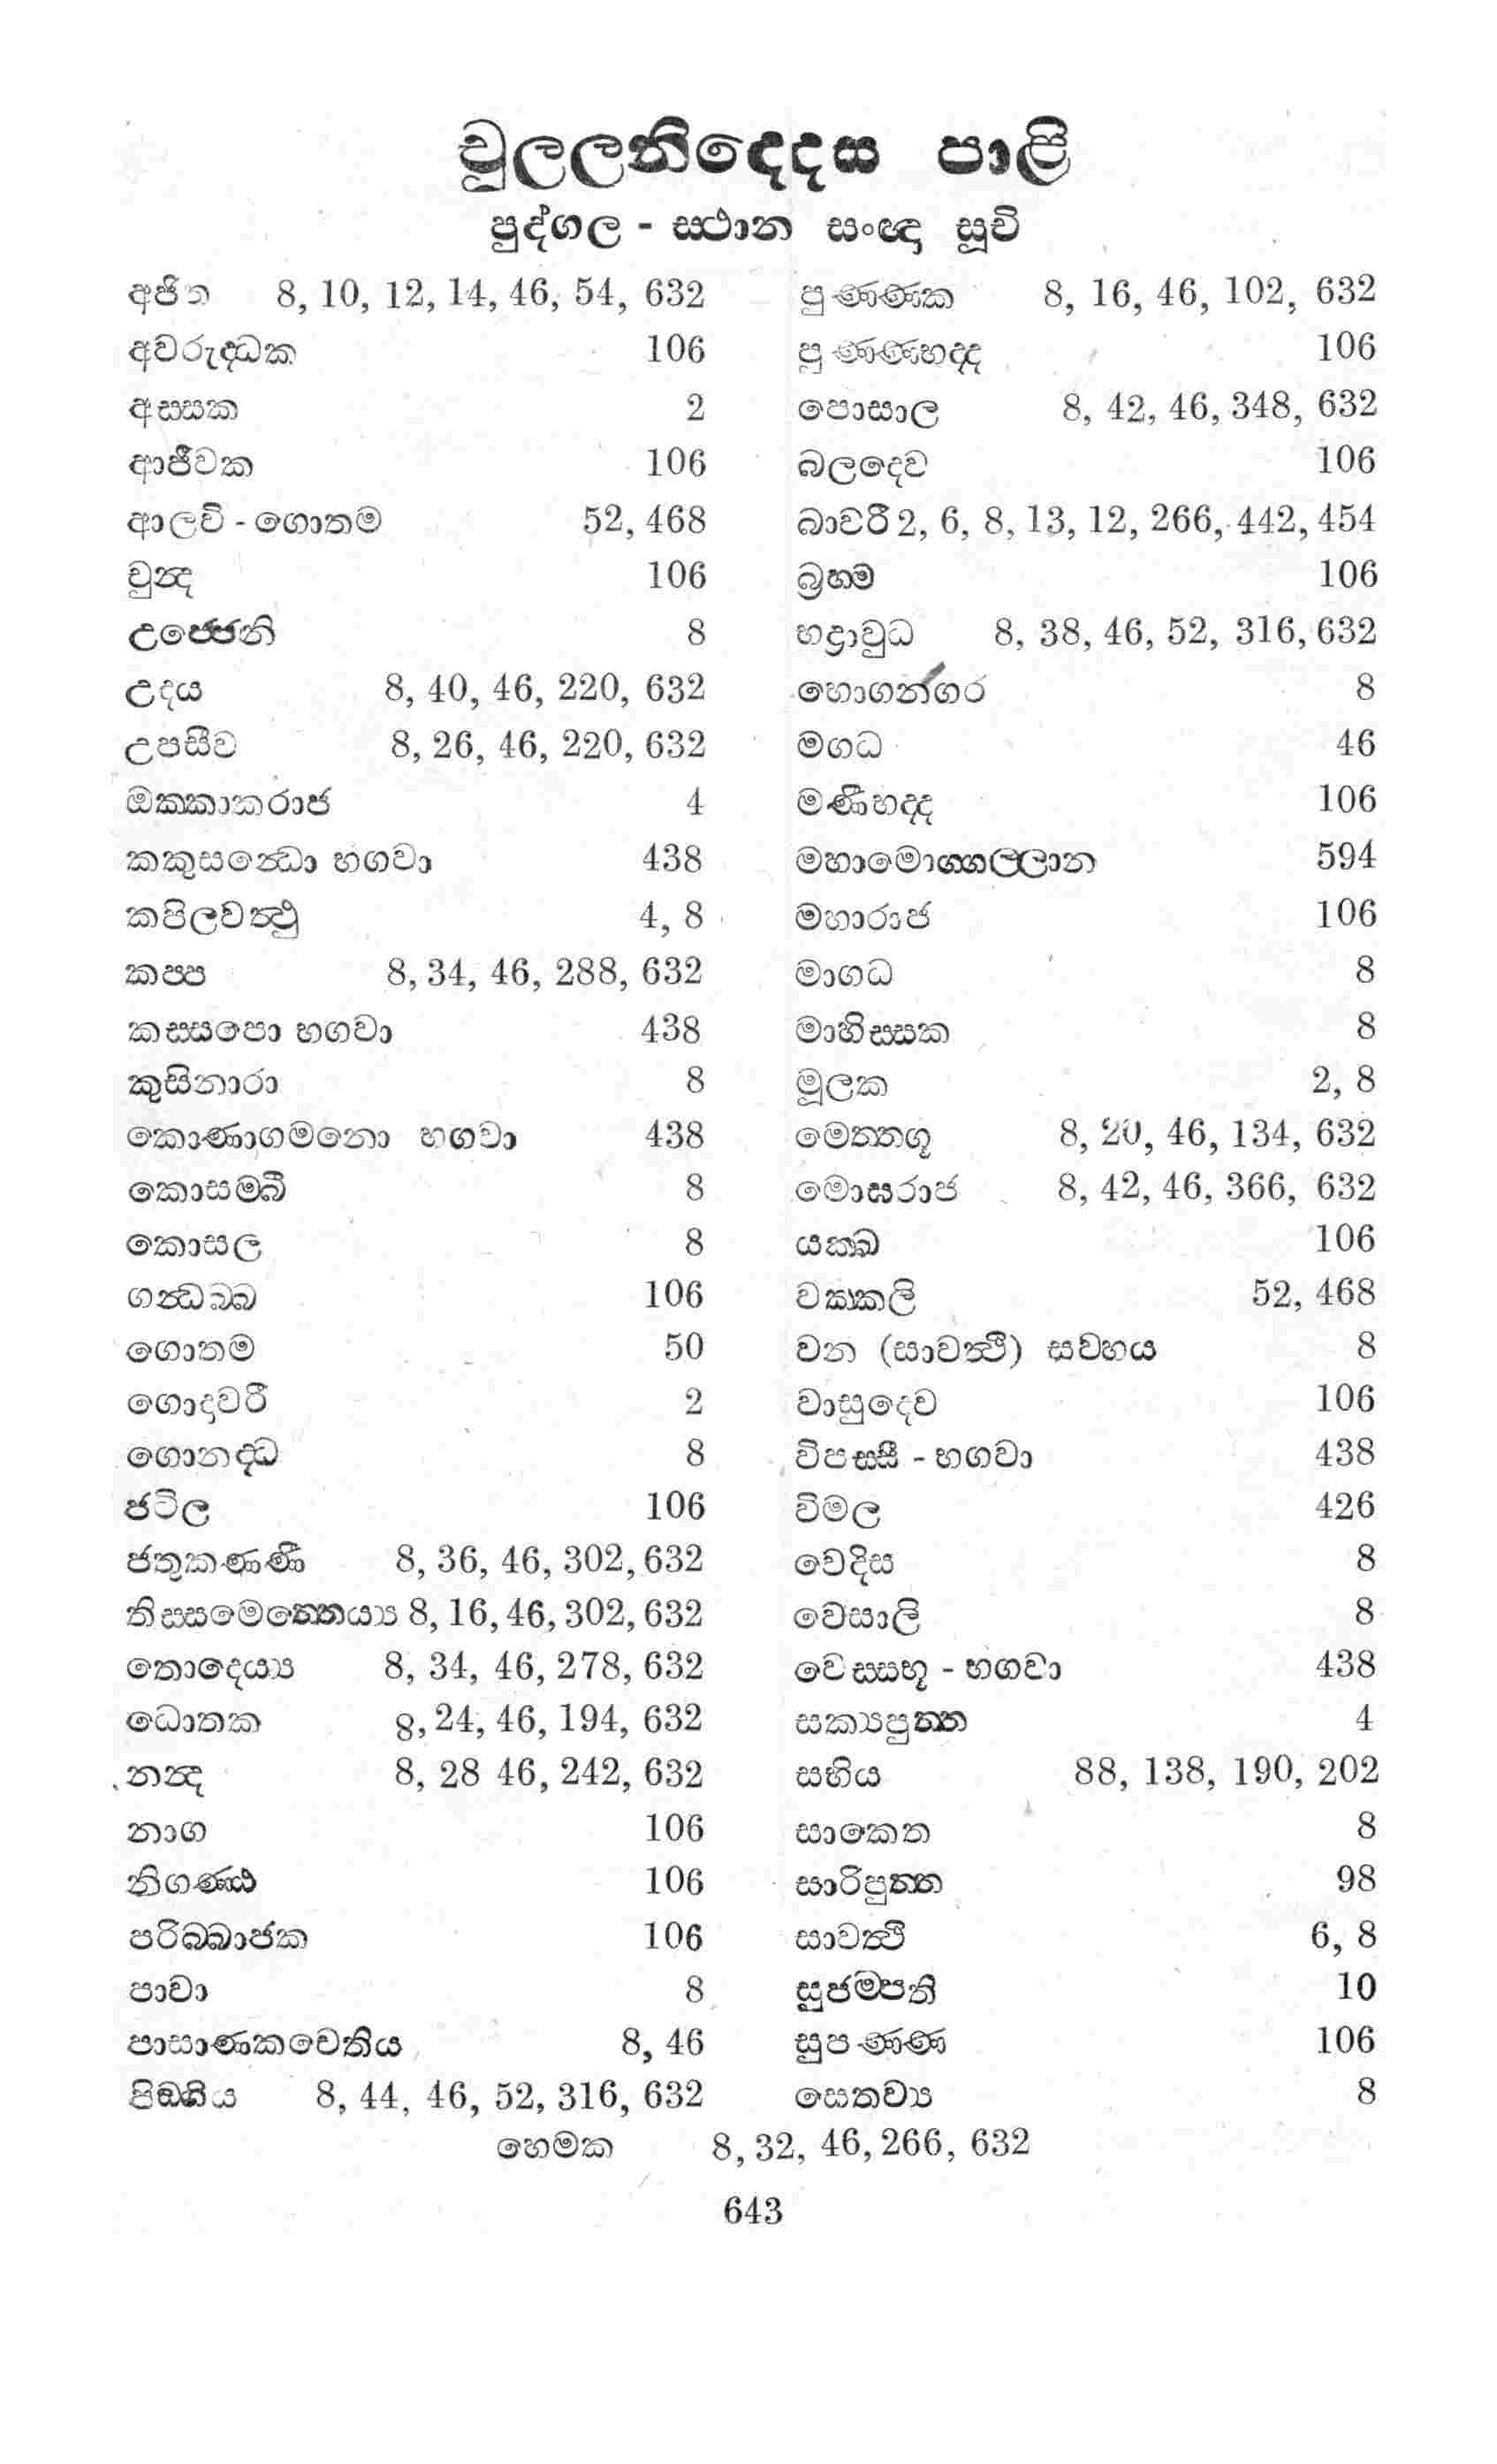 චූලලනිදෙදස පාළි
පුද්ගල - ස්ථාන සංඥා සූචි
අජිත 8, 10, 12, 14, 46, 54, 632
අවරුද්ධක 106
අස්සක 2
ආජීවක 106
ආලවි - ගොතම 52, 468
චුන්ද 106
උජ්ජෙනි 8
උදය 8, 40, 46, 220, 632
උපසීව 8, 26, 46, 220, 632
ඔක්කාකරාජ 4
කකුසන්ධො භගවා 438
කපිලවත්ථු 4, 8
කප්ප 8, 34, 46, 288, 632
කස්සපො භගවා 438
කුසිනාරා 8
කොණාගමනො භගවා 438
කොසම්බී 8
කොසල 8
ගන්ධබ්බ 106
ගොතම 50
ගොදාවරී 2
ගොනද්ධ 8
ජටිල 106
ජතුකණ්ණී 8, 36, 46, 302, 632
තිස්සමෙත්තෙය්‍ය 8, 16, 46, 302, 632
තොදෙය්‍ය 8, 34, 46, 278, 632
ධොතක 8, 24, 46, 194, 632
නන්ද 8, 28 46, 242, 632
නාග 106
නිගණ්ඨ 106
පරිබ්බාජක 106
පාවා 8
පාසාණකචෙතිය 8, 46
පිඞ්ගිය 8, 44, 46, 52, 316, 632
පුණ්ණක 8, 16, 46, 102, 632
පුණ්ණභද්ද 106
පොසාල 8, 42, 46, 348, 632
බලදෙව 106
බාවරී 2, 6, 8, 13, 12, 266, 442, 454
බ්‍රහ්ම 106
භද්‍රාවුධ 8, 38, 46, 52, 316, 632
භොගන්ගර 8
මගධ 46
මණිභද්ද 106
මහාමොග්ගල්ලාන 594
මහාරාජ 106
මාගධ 8
මාහිස්සක 8
මූලක 2, 8
මෙත්තගූ 8, 20, 46, 134, 632
මොඝරාජ 8, 42, 46, 366, 632
යක්ඛ 106
වක්කලි 52, 468
වන (සාවත්ථි) සව්හය 8
වාසුදෙව 106
විපස්සී - භගවා 438
විමල 426
වෙදිස 8
වෙසාලි 8
වෙස්සභූ - භගවා 438
සක්‍යපුත්ත 4
සභිය 88, 138, 190, 202
සාකෙත 8
සාරිපුත්ත 98
සාවත්ථි 6, 8
සුජම්පති 10
සුපණ්ණ 106
සෙතව්‍ය 8
හෙමක 8, 32, 46, 266, 632
643